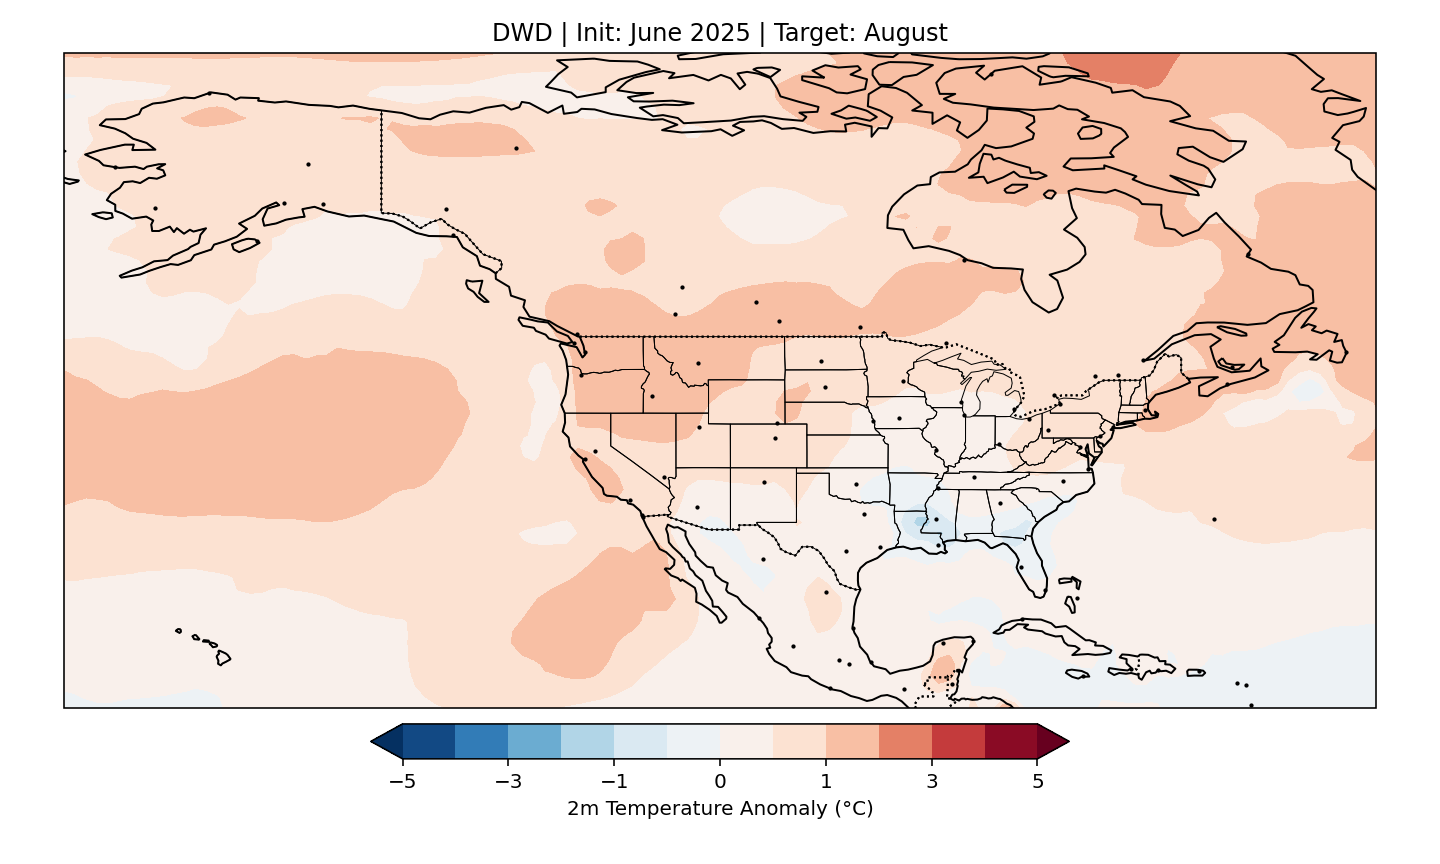 DWD | Init: June 2025 | Target: August
−5 −3 −1 0 1 3 5
2m Temperature Anomaly (°C)